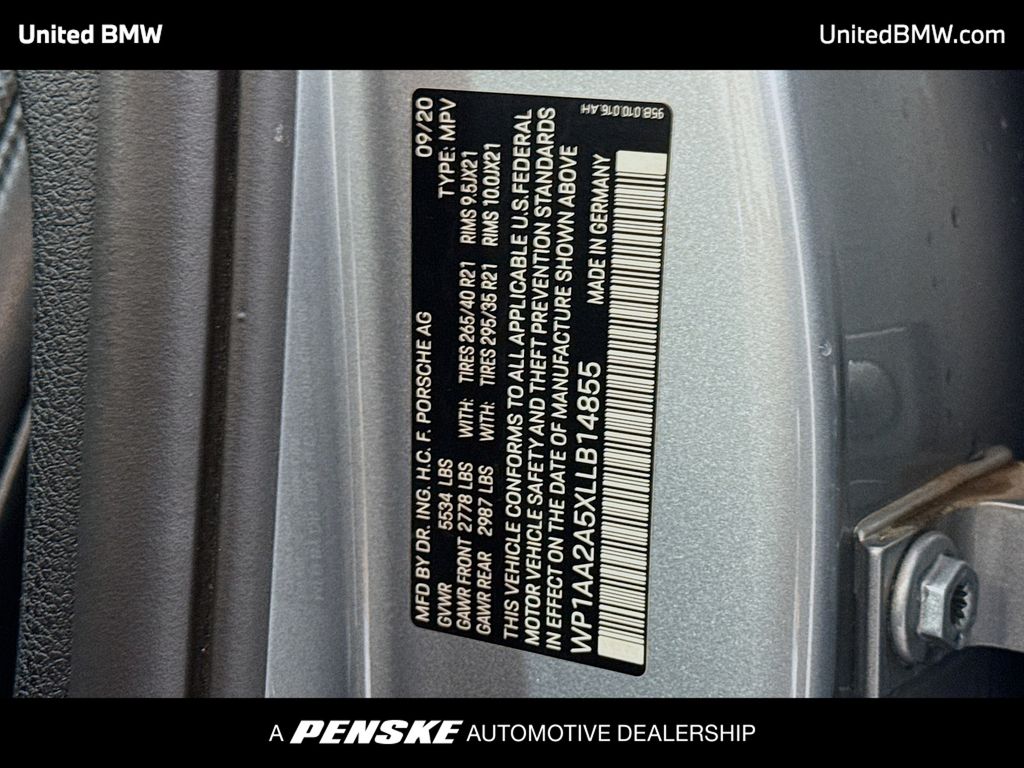 United BMW
UnitedBMW.com
MFD BY DR. ING. H.C. F. PORSCHE AG 09/20
GVWR 5534 LBS TYPE: MPV
GAWR FRONT 2778 LBS WITH: TIRES 265/40 R21 RIMS 9.5JX21
GAWR REAR 2987 LBS WITH: TIRES 295/35 R21 RIMS 10.0JX21
THIS VEHICLE CONFORMS TO ALL APPLICABLE U.S.FEDERAL
MOTOR VEHICLE SAFETY AND THEFT PREVENTION STANDARDS
IN EFFECT ON THE DATE OF MANUFACTURE SHOWN ABOVE
WP1AA2A5XLLB14855 MADE IN GERMANY
95B.010.016.AH
A PENSKE AUTOMOTIVE DEALERSHIP